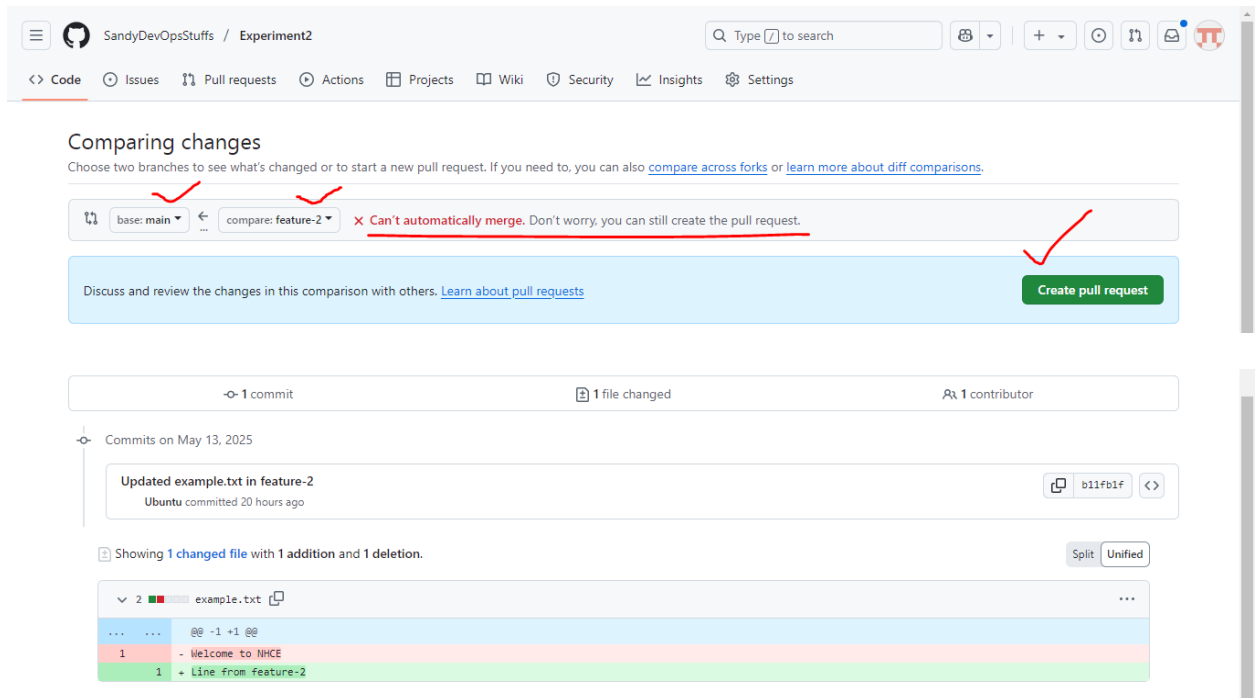 SandyDevOpsStuffs / Experiment2
Type / to search
Code Issues Pull requests Actions Projects Wiki Security Insights Settings
Comparing changes
Choose two branches to see what's changed or to start a new pull request. If you need to, you can also compare across forks or learn more about diff comparisons.
base: main compare: feature-2 Can't automatically merge. Don't worry, you can still create the pull request.
Discuss and review the changes in this comparison with others. Learn about pull requests Create pull request
1 commit 1 file changed 1 contributor
Commits on May 13, 2025
Updated example.txt in feature-2
Ubuntu committed 20 hours ago
b11fb1f
Showing 1 changed file with 1 addition and 1 deletion. Split Unified
2 example.txt
... ... @@ -1 +1 @@
1 - Welcome to NHCE
1 + Line from feature-2